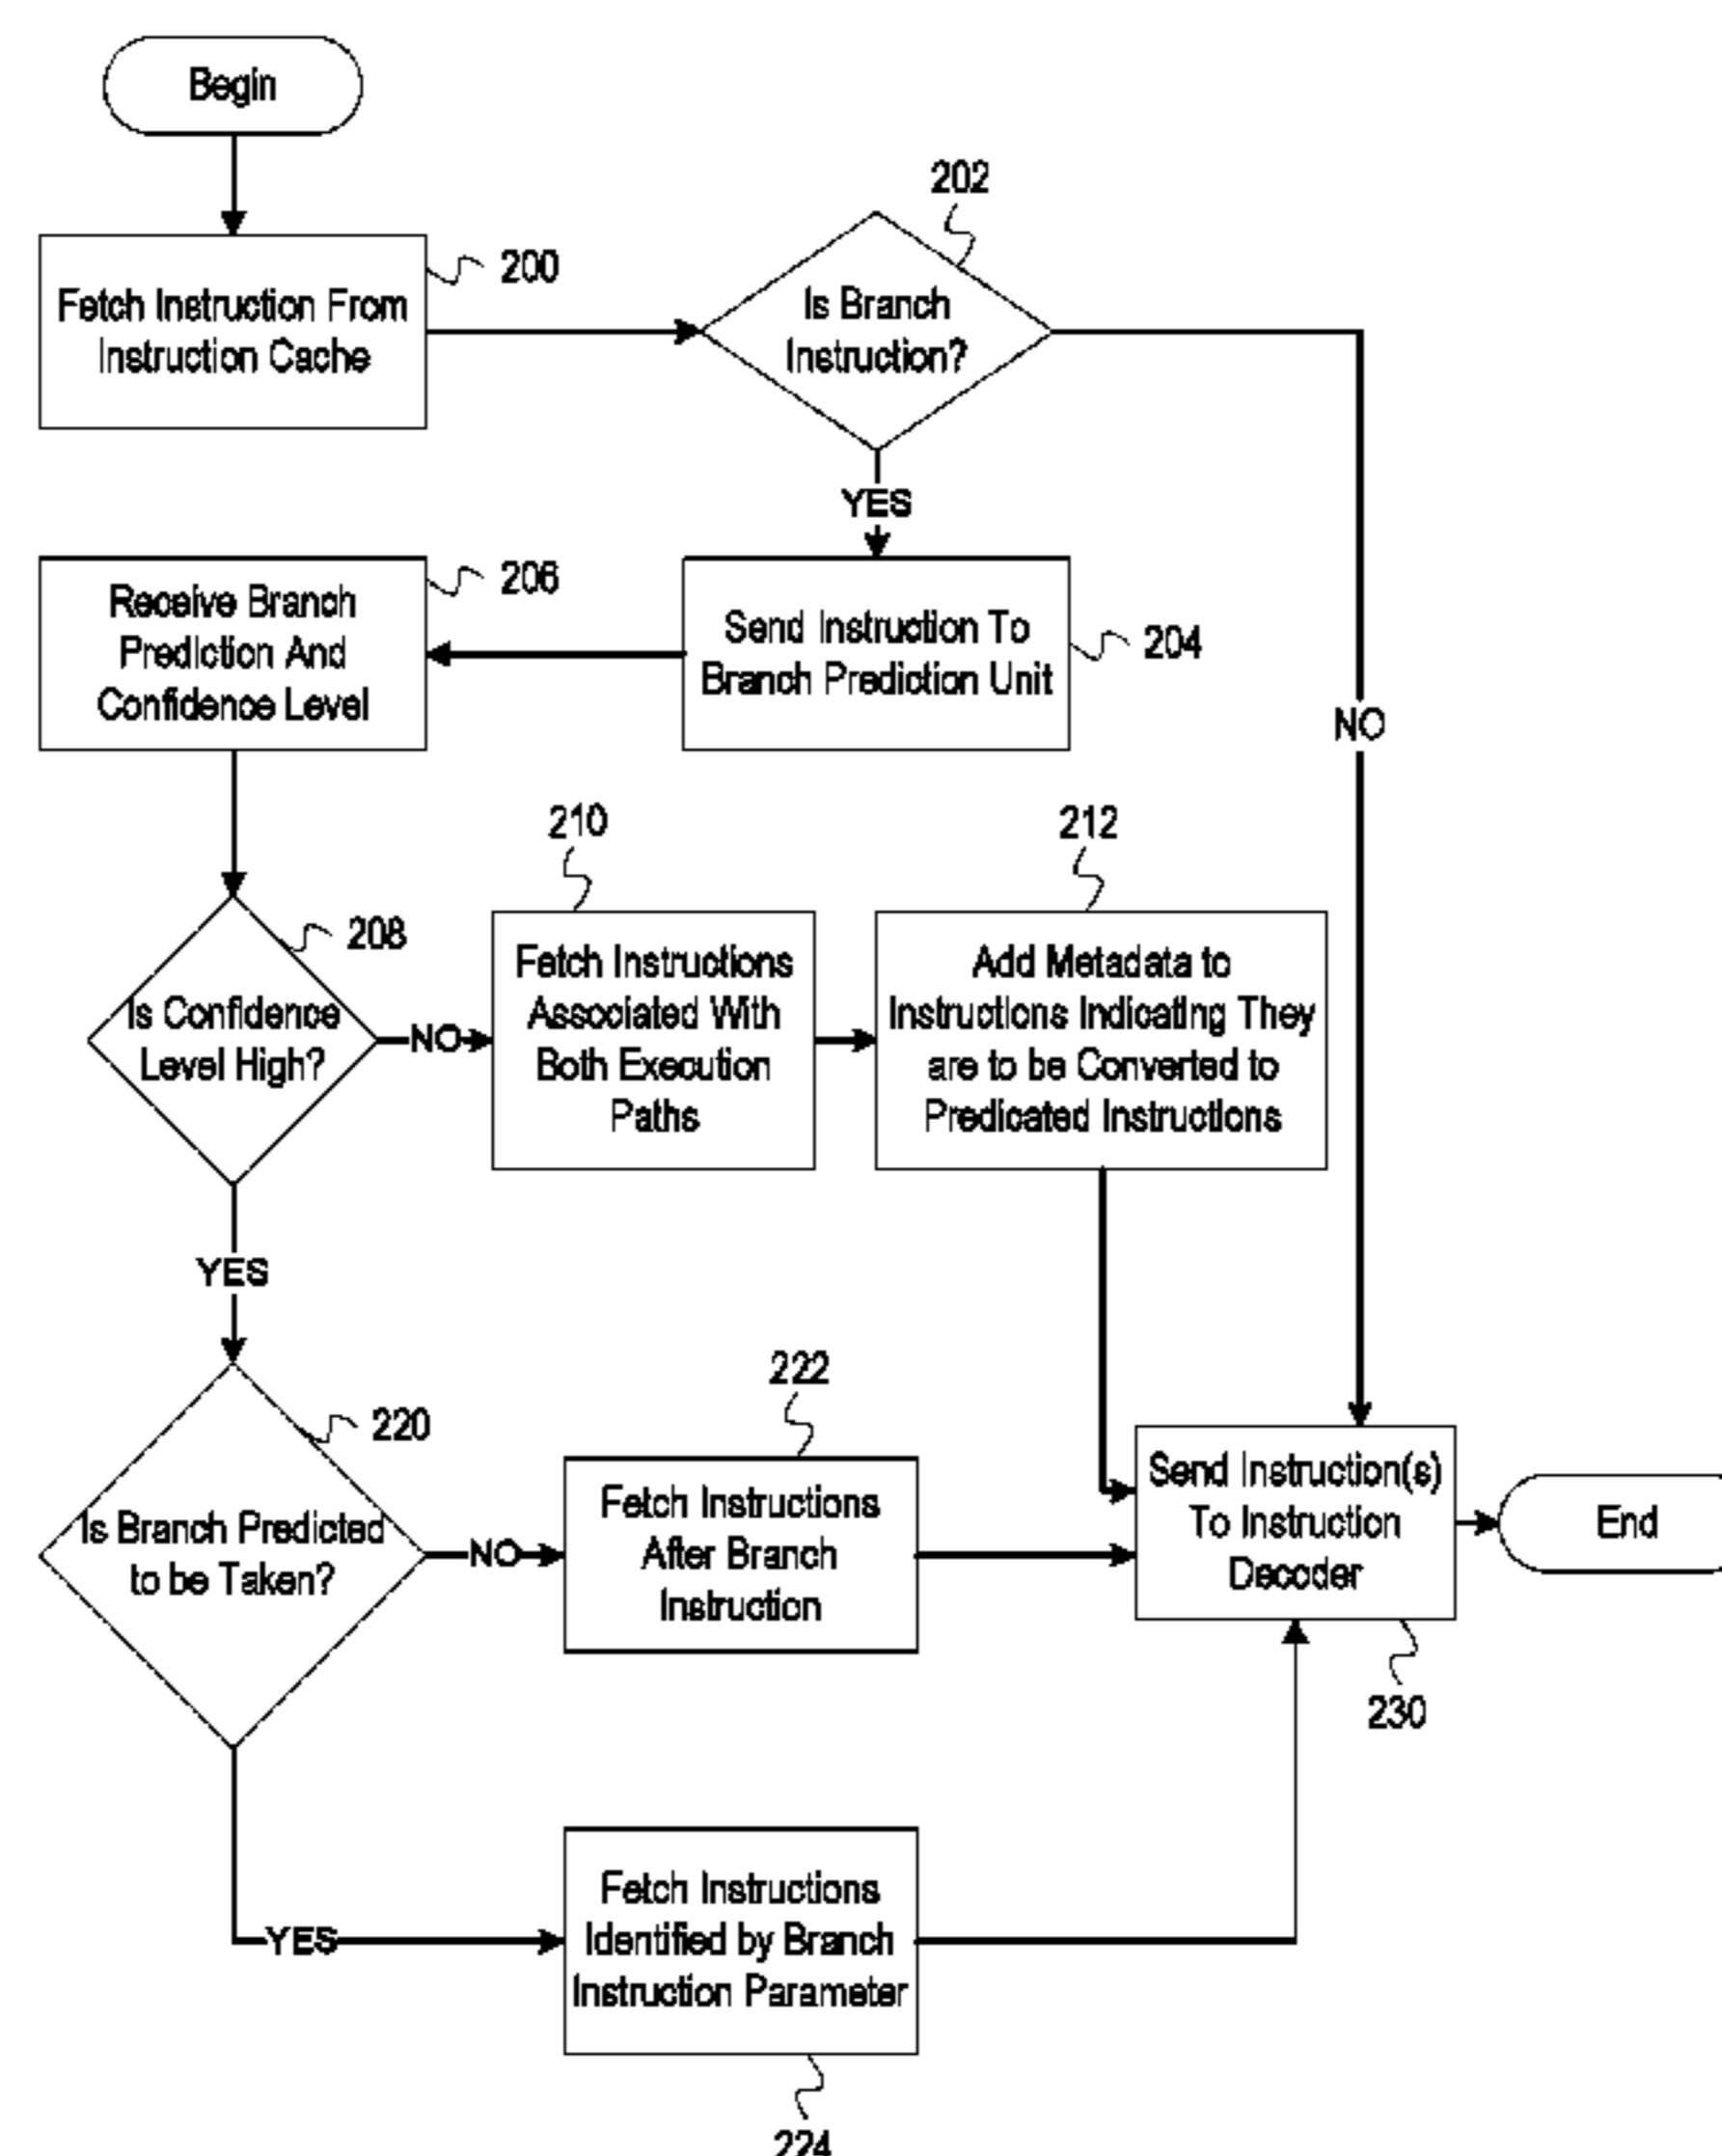 Begin
200
Fetch Instruction From
Instruction Cache
202
Is Branch
Instruction?
YES
NO
206
Receive Branch
Prediction And
Confidence Level
204
Send Instruction To
Branch Prediction Unit
208
Is Confidence
Level High?
NO
210
Fetch Instructions
Associated With
Both Execution
Paths
212
Add Metadata to
Instructions Indicating They
are to be Converted to
Predicated Instructions
YES
220
Is Branch Predicted
to be Taken?
NO
222
Fetch Instructions
After Branch
Instruction
Send Instruction(s)
To Instruction
Decoder
230
End
YES
Fetch Instructions
Identified by Branch
Instruction Parameter
224